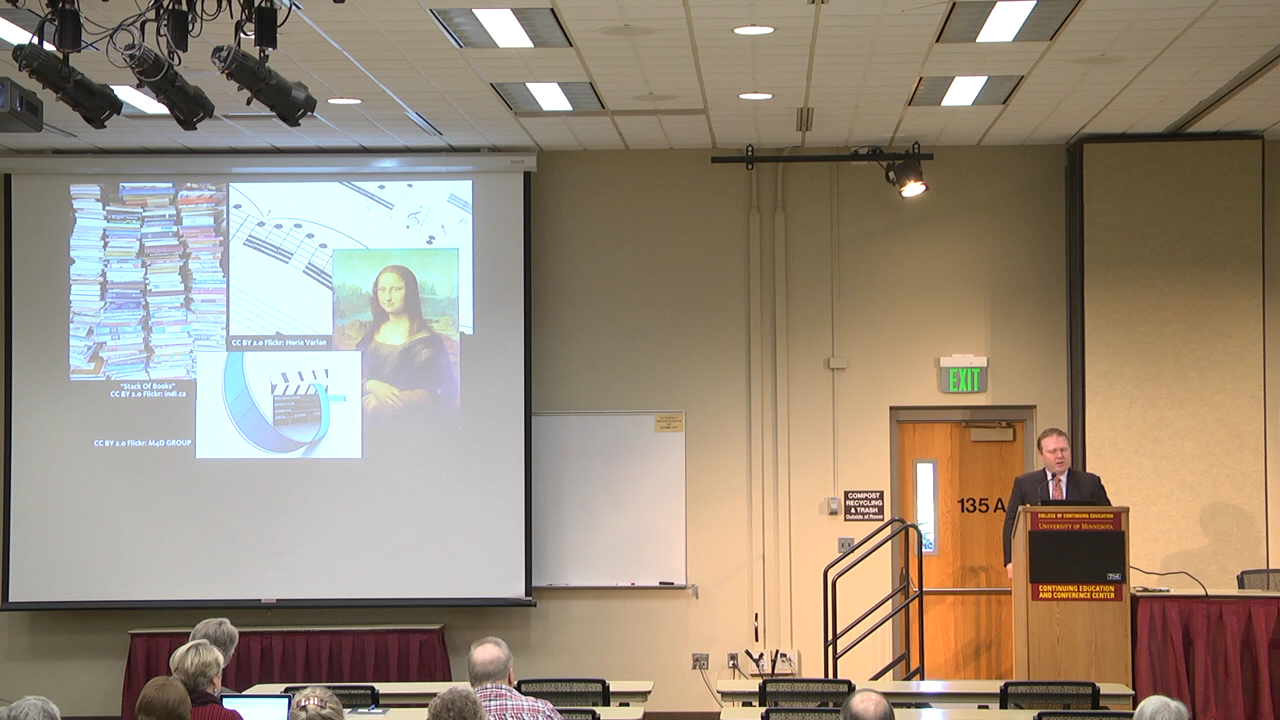 CC BY 2.0 Flickr: Horia Varlan
"Stack Of Books"
CC BY 2.0 Flickr: indi.ca
CC BY 2.0 Flickr: M4D GROUP
EXIT
COMPOST
RECYCLING
& TRASH
Outside of Room
135 A
COLLEGE OF CONTINUING EDUCATION
UNIVERSITY OF MINNESOTA
CONTINUING EDUCATION
AND CONFERENCE CENTER